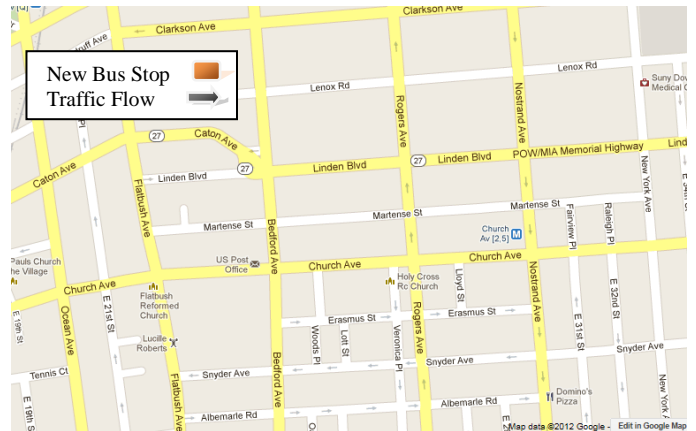 Clarkson Ave
Clarkson Ave
New Bus Stop
Traffic Flow
Lenox Rd
Lenox Rd
Suny Dov
Medical C
Rogers Ave
Nostrand Ave
27
Caton Ave
Caton Ave
27
Linden Blvd
27
Linden Blvd
POW/MIA Memorial Highway
Lind
Linden Blvd
Flatbush Ave
New York Ave
Martense St
Martense St
Martense St
Bedford Ave
Fairview Pl
Raleigh Pl
Church
Av [2,5]
M
Pauls Church
he Village
US Post
Office
Church Ave
Church Ave
Church Ave
Flatbush
Reformed
Church
Holy Cross
Rc Church
Lloyd St
Nostrand Ave
E 19th St
Ocean Ave
E 21st St
Erasmus St
Erasmus St
E 31st St
E 32nd St
Lucille
Roberts
Woods Pl
Lott St
Veronica Pl
Rogers Ave
Bedford Ave
Snyder Ave
Snyder Ave
Snyder Ave
Tennis Ct
Flatbush Ave
E 19th S
Albemarle Rd
Albemarle Rd
Domino's
Pizza
New York A
Map data ©2012 Google -
Edit in Google Map